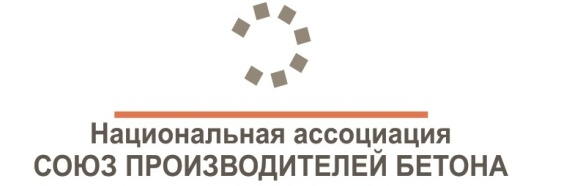 Национальная ассоциация
СОЮЗ ПРОИЗВОДИТЕЛЕЙ БЕТОНА